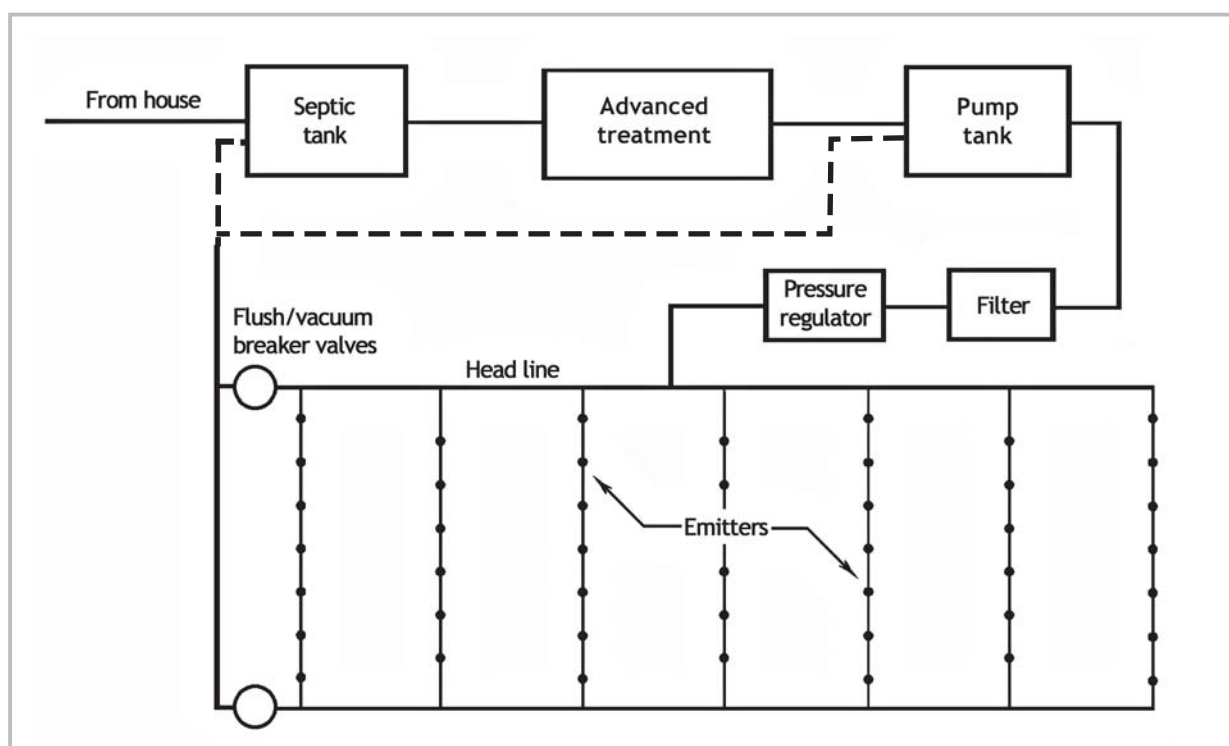 From house
Septic
tank
Advanced
treatment
Pump
tank
Pressure
regulator
Filter
Flush/vacuum
breaker valves
Head line
Emitters